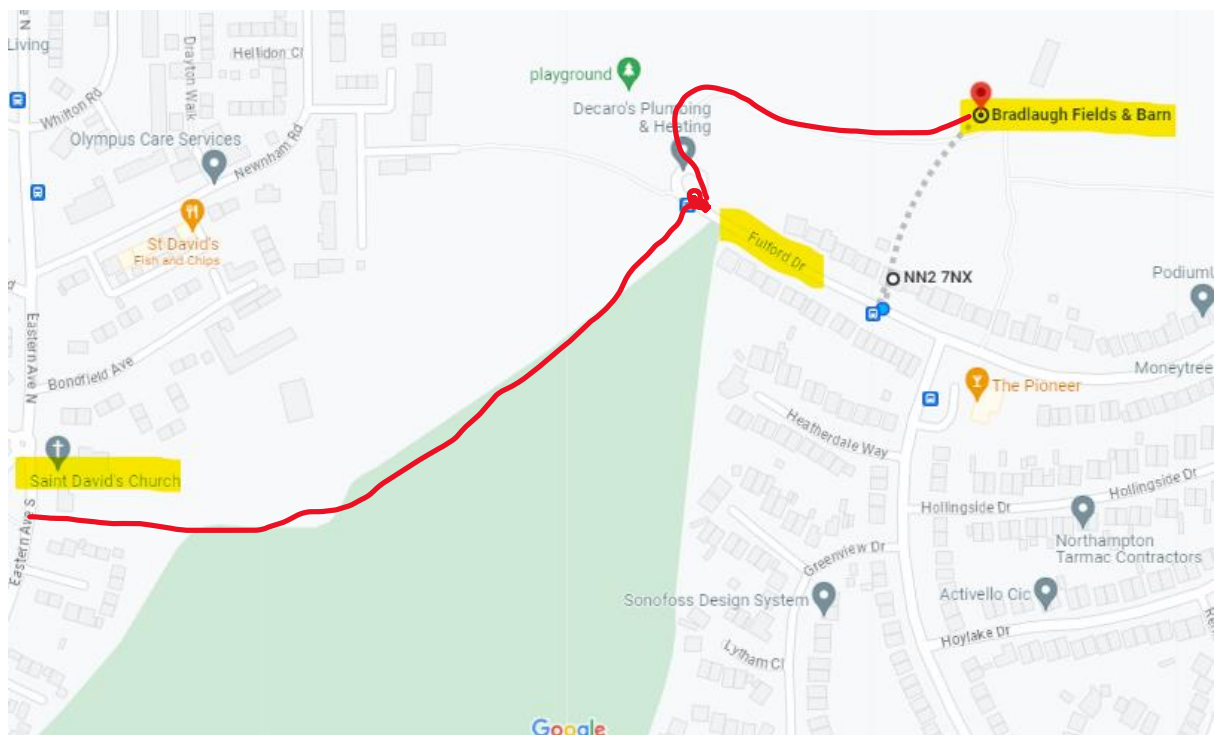 Living
e N
Whilton Rd
Drayton Walk
Hellidon Cl
Olympus Care Services
Newnham Rd
St David's
Fish and Chips
playground
Decaro's Plumbing
& Heating
Bradlaugh Fields & Barn
Fulford Dr
NN2 7NX
Eastern Ave N
Bondfield Ave
PodiumU
Moneytree
The Pioneer
Heatherdale Way
Saint David's Church
Eastern Ave S
Hollingside Dr
Hollingside Dr
Northampton
Tarmac Contractors
Greenview Dr
Sonofoss Design System
Activello Cic
Hoylake Dr
Lytham Cl
Google